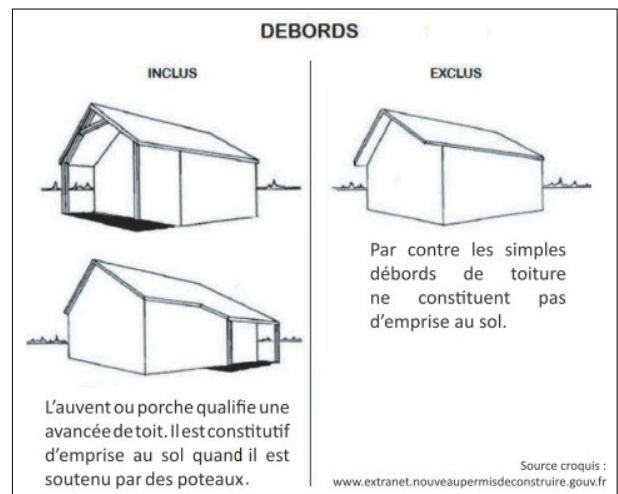 DEBORDS
INCLUS
L'auvent ou porche qualifie une
avancée de toit. Il est constitutif
d'emprise au sol quand il est
soutenu par des poteaux.
EXCLUS
Par contre les simples
débords de toiture
ne constituent pas
d'emprise au sol.
Source croquis :
www.extranet.nouveaupermisdeconstruire.gouv.fr